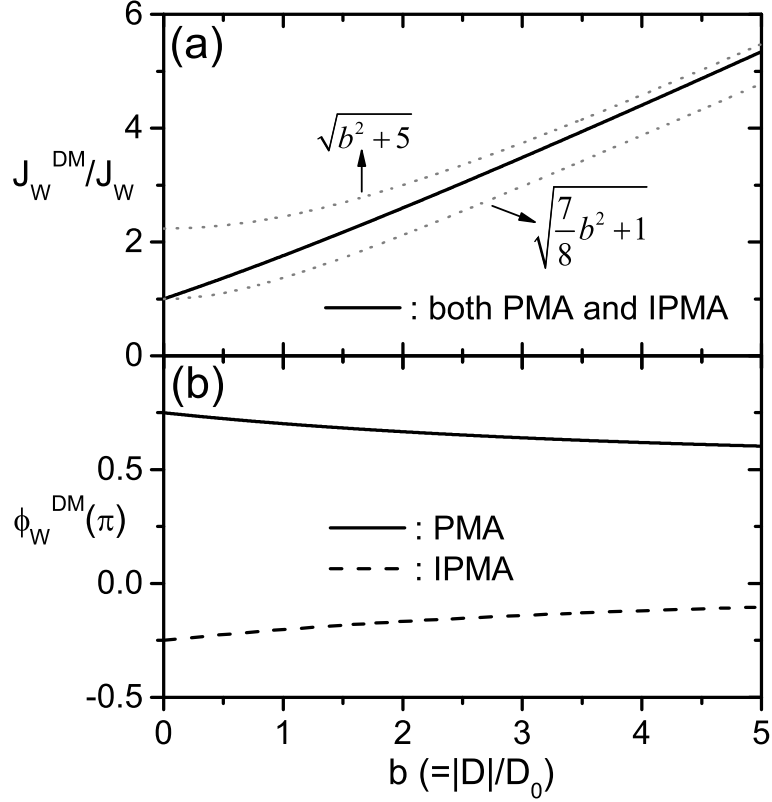 6
(a)
√b² + 5
4
J_W^DM/J_W
√7/8 b² + 1
2
: both PMA and IPMA
0
(b)
0.5
ϕ_W^DM(π)
: PMA
: IPMA
0.0
-0.5
0 1 2 3 4 5
b (=|D|/D₀)